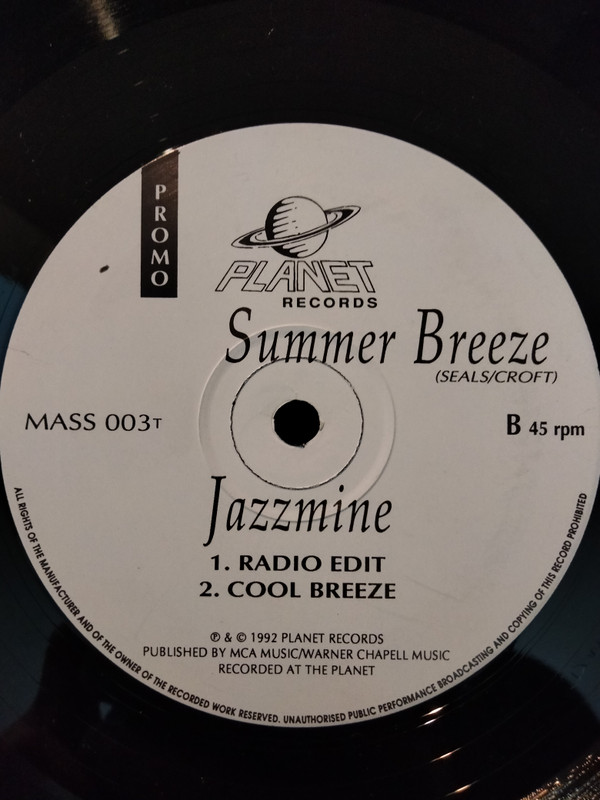 PROMO
PLANET
RECORDS
Summer Breeze
(SEALS/CROFT)
MASS 003T
B 45 rpm
Jazzmine
1. RADIO EDIT
2. COOL BREEZE
℗ & © 1992 PLANET RECORDS
PUBLISHED BY MCA MUSIC/WARNER CHAPELL MUSIC
RECORDED AT THE PLANET
ALL RIGHTS OF THE MANUFACTURER AND OF THE OWNER OF THE RECORDED WORK RESERVED. UNAUTHORISED PUBLIC PERFORMANCE BROADCASTING AND COPYING OF THIS RECORD PROHIBITED